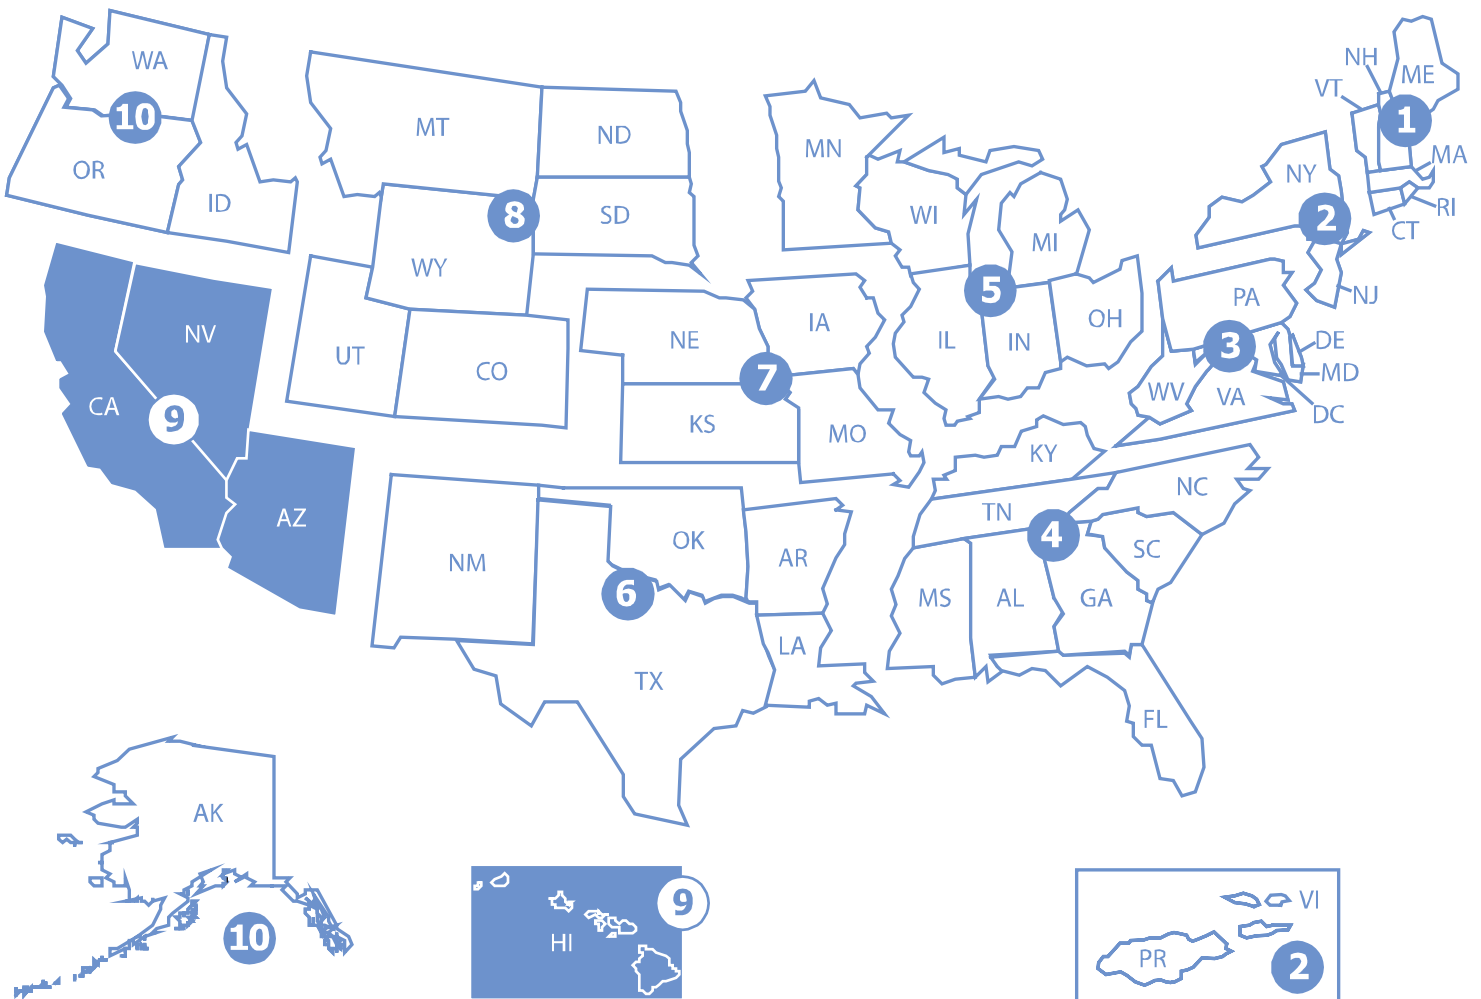 WA
10
OR
ID
MT
ND
8
SD
WY
MN
WI
MI
5
NH
ME
VT
1
MA
NY
2
RI
CT
NV
CA
9
AZ
UT
CO
NE
IA
7
KS
MO
IL
IN
OH
PA
NJ
3
DE
MD
WV
VA
DC
KY
NM
OK
6
TX
AR
LA
TN
NC
4
SC
MS
AL
GA
FL
AK
10
HI
9
VI
PR
2